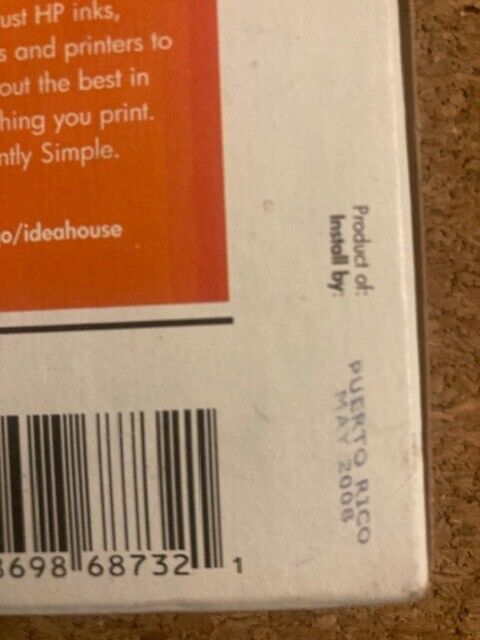 ust HP inks,
s and printers to
out the best in
hing you print.
ntly Simple.
o/ideahouse
Product of:
Install by:
PUERTO RICO
MAY 2008
8698 68732 1